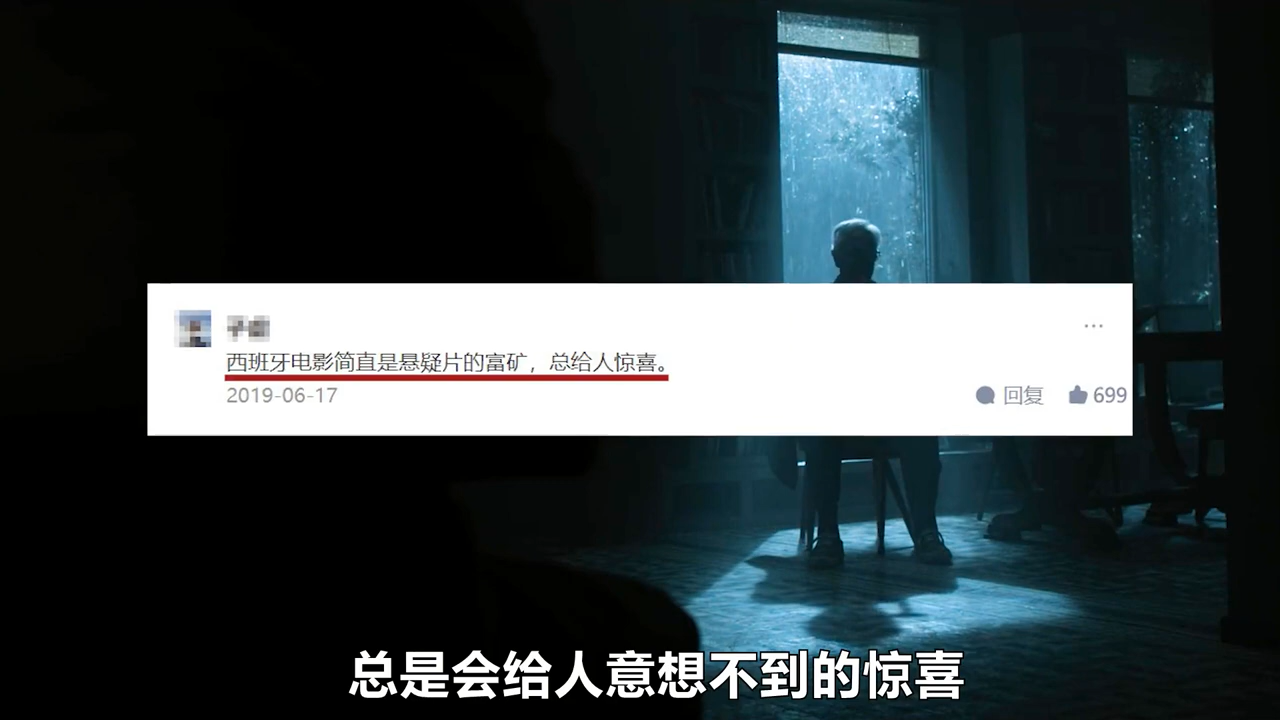 西班牙电影简直是悬疑片的富矿，总给人惊喜。
2019-06-17
回复 699
总是会给人意想不到的惊喜